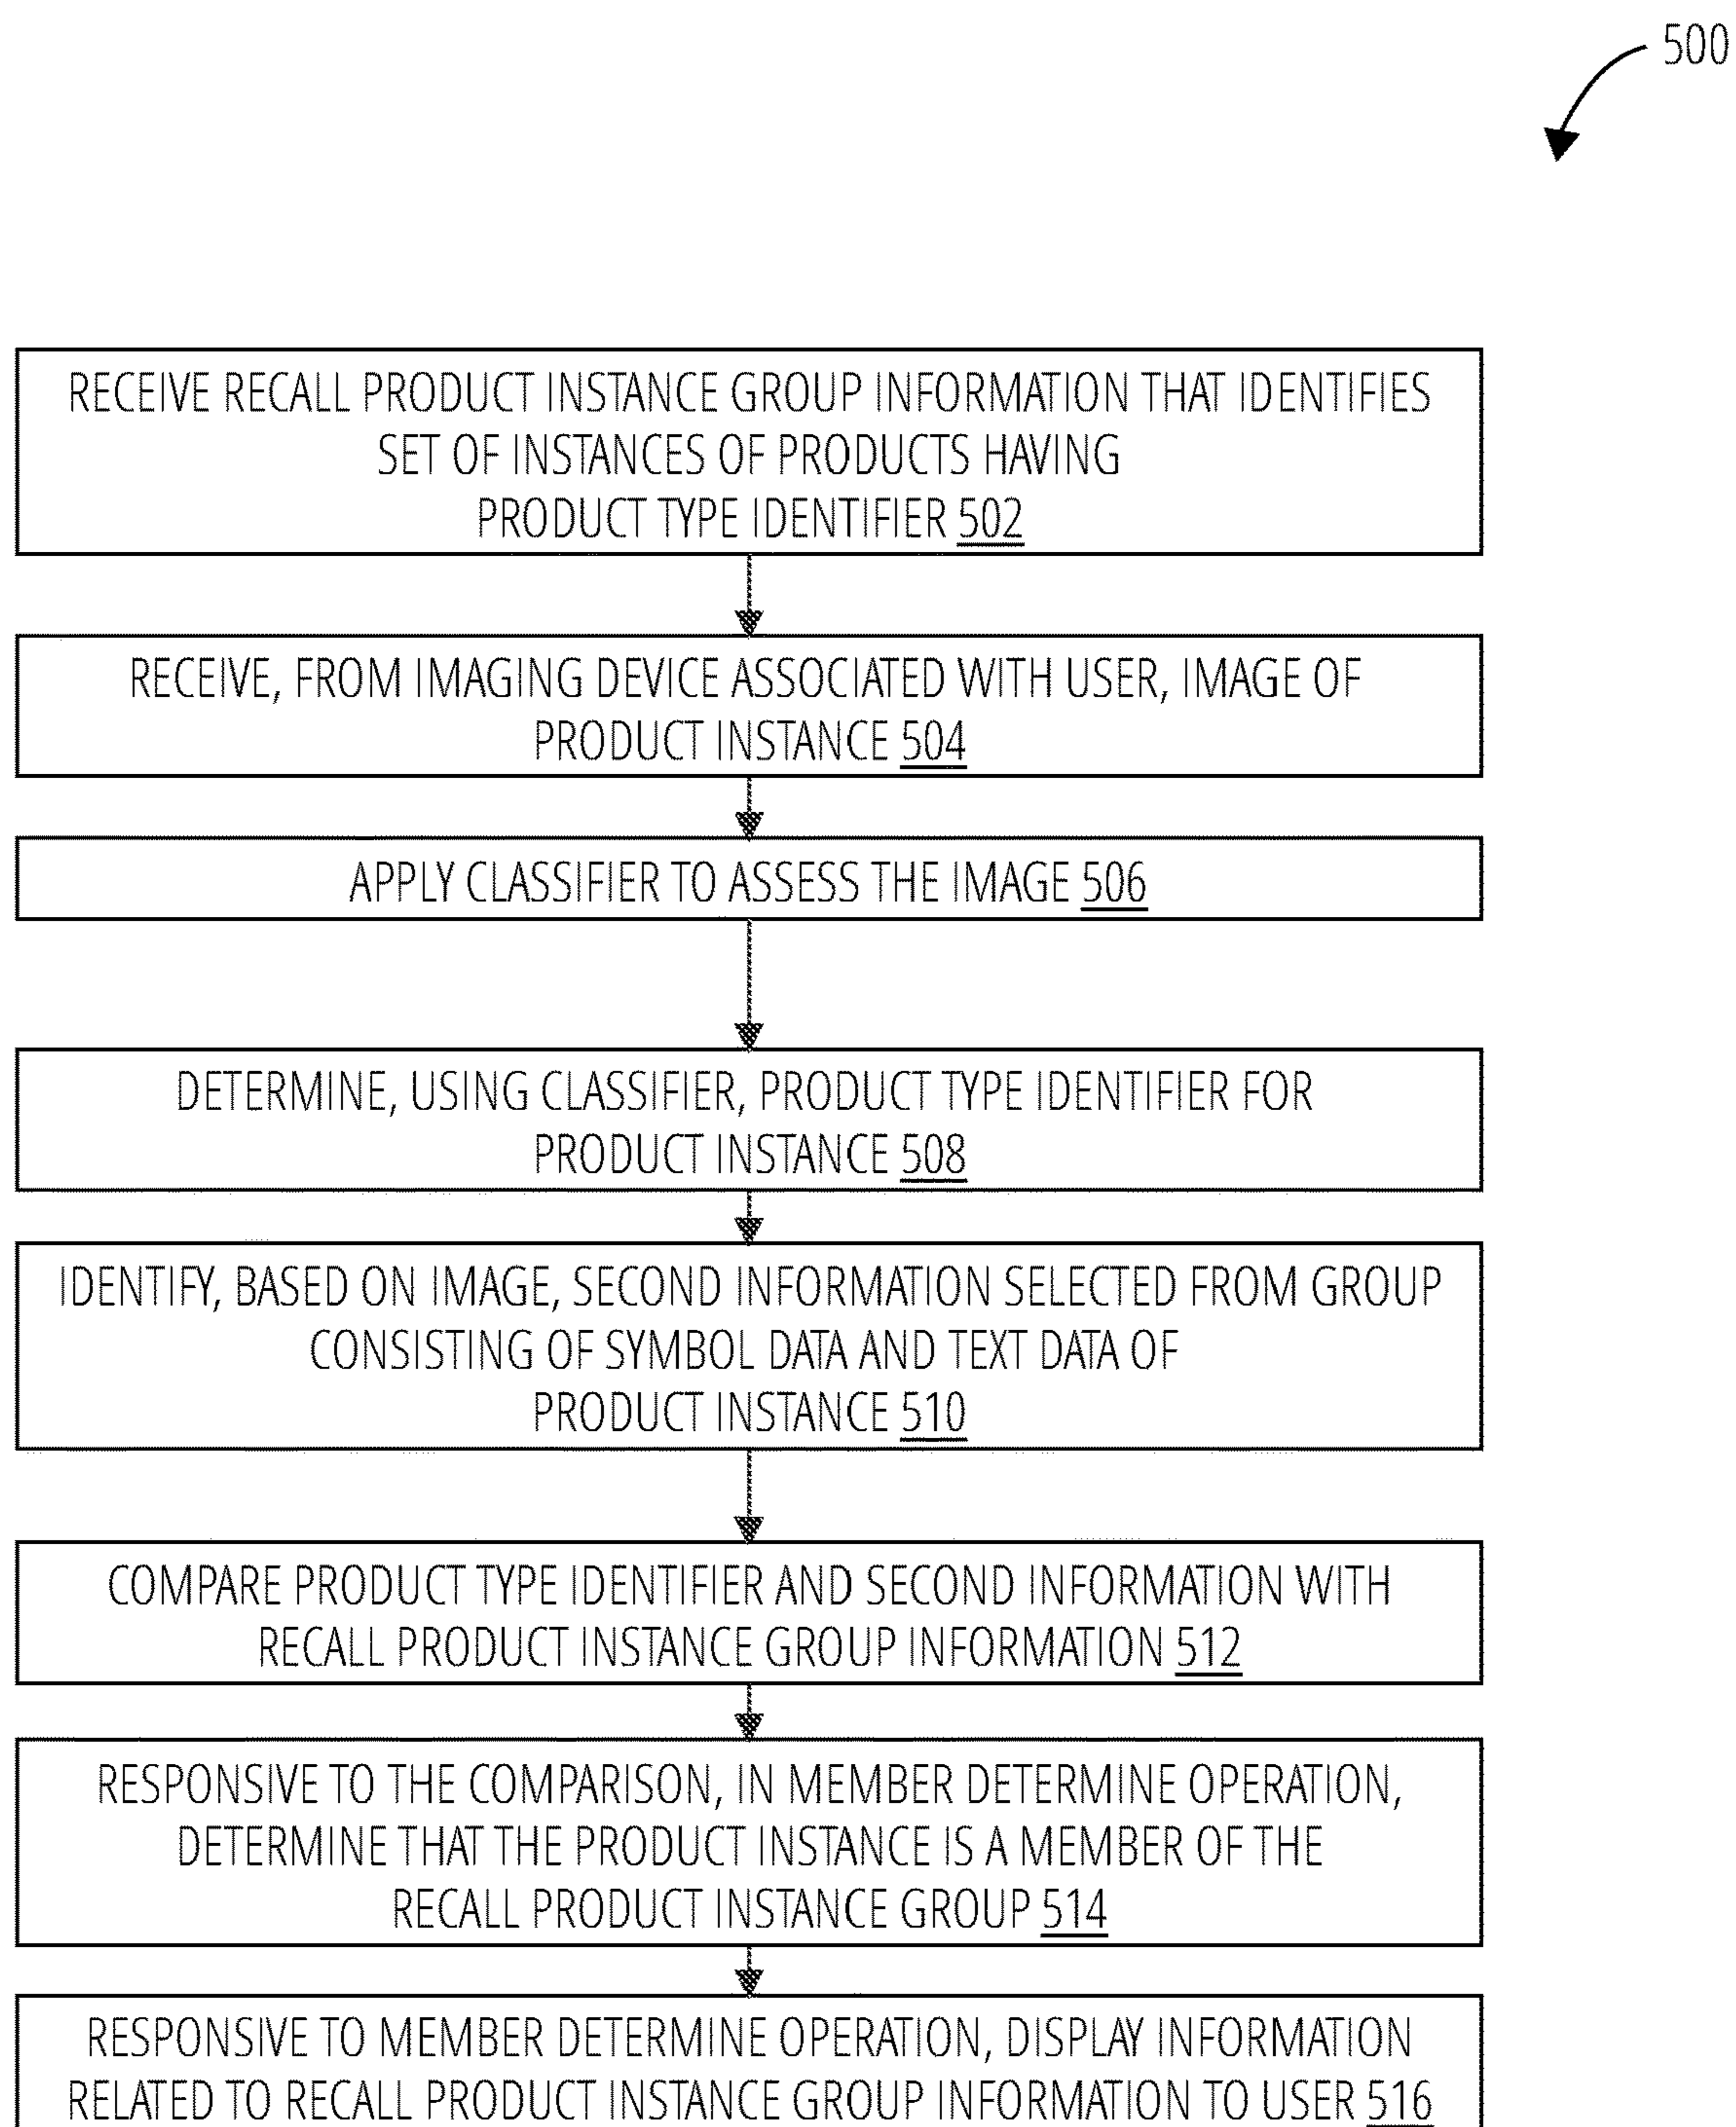 500
RECEIVE RECALL PRODUCT INSTANCE GROUP INFORMATION THAT IDENTIFIES
SET OF INSTANCES OF PRODUCTS HAVING
PRODUCT TYPE IDENTIFIER 502
RECEIVE, FROM IMAGING DEVICE ASSOCIATED WITH USER, IMAGE OF
PRODUCT INSTANCE 504
APPLY CLASSIFIER TO ASSESS THE IMAGE 506
DETERMINE, USING CLASSIFIER, PRODUCT TYPE IDENTIFIER FOR
PRODUCT INSTANCE 508
IDENTIFY, BASED ON IMAGE, SECOND INFORMATION SELECTED FROM GROUP
CONSISTING OF SYMBOL DATA AND TEXT DATA OF
PRODUCT INSTANCE 510
COMPARE PRODUCT TYPE IDENTIFIER AND SECOND INFORMATION WITH
RECALL PRODUCT INSTANCE GROUP INFORMATION 512
RESPONSIVE TO THE COMPARISON, IN MEMBER DETERMINE OPERATION,
DETERMINE THAT THE PRODUCT INSTANCE IS A MEMBER OF THE
RECALL PRODUCT INSTANCE GROUP 514
RESPONSIVE TO MEMBER DETERMINE OPERATION, DISPLAY INFORMATION
RELATED TO RECALL PRODUCT INSTANCE GROUP INFORMATION TO USER 516